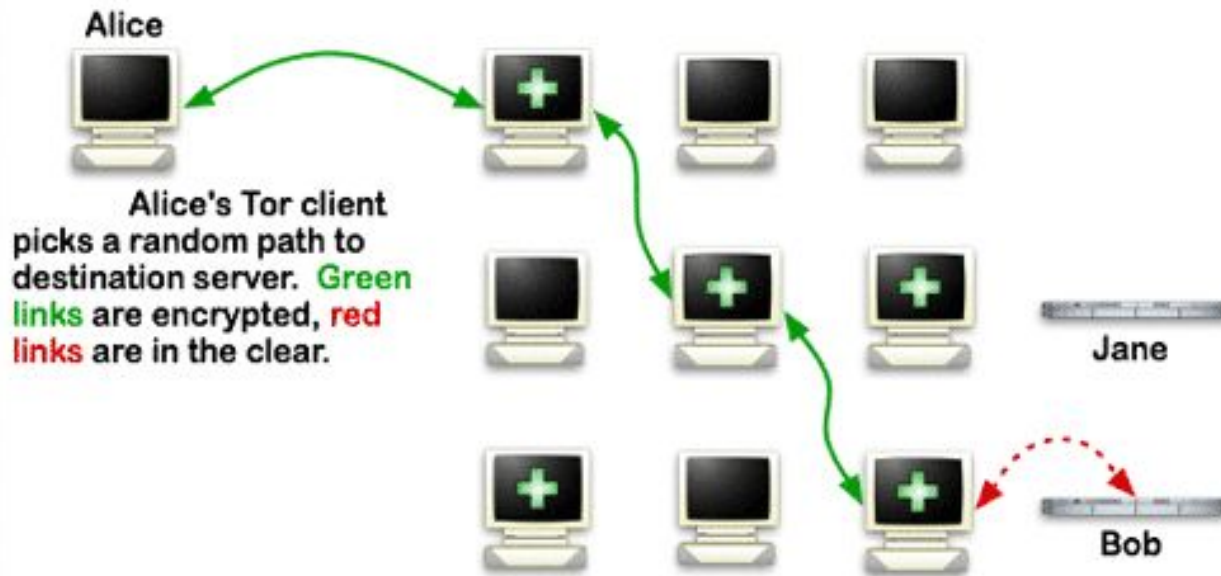 Alice
Alice's Tor client
picks a random path to
destination server. Green
links are encrypted, red
links are in the clear.
Jane
Bob